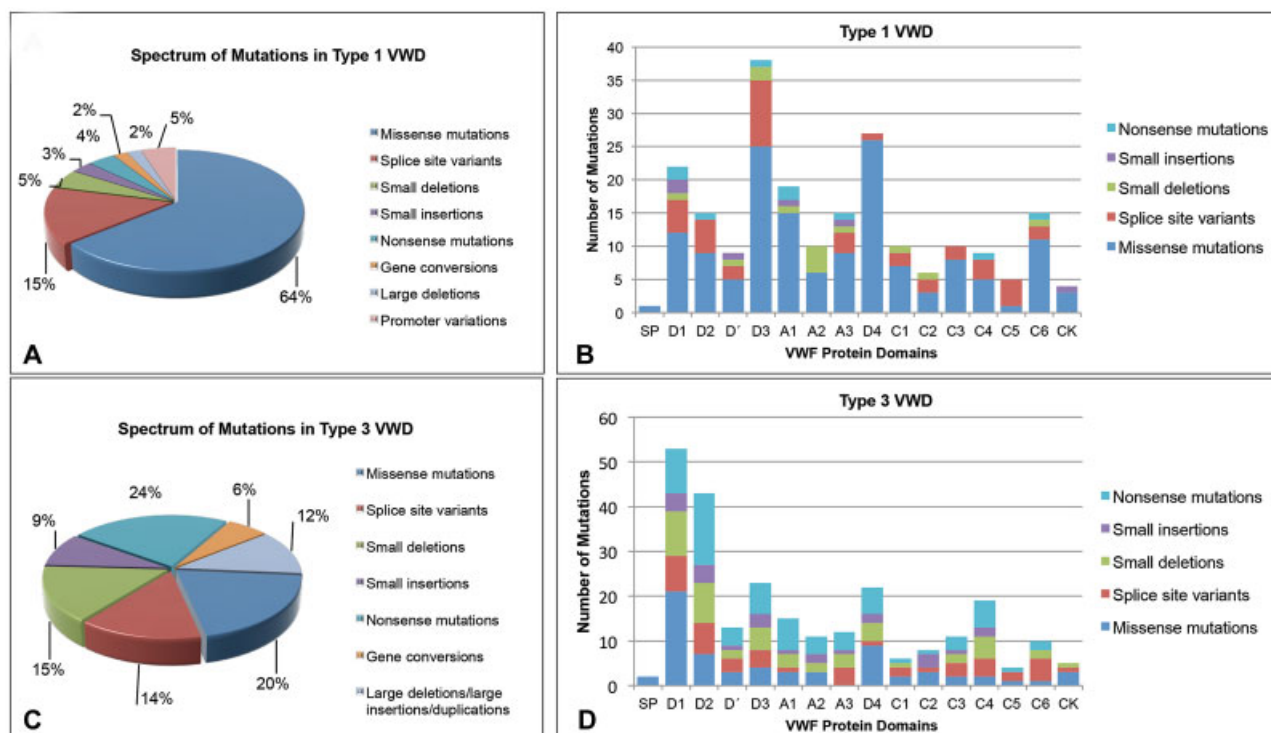 Spectrum of Mutations in Type 1 VWD
2%
5%
4%
2%
3%
5%
15%
64%
Missense mutations
Splice site variants
Small deletions
Small insertions
Nonsense mutations
Gene conversions
Large deletions
Promoter variations
A
Type 1 VWD
Number of Mutations
40
35
30
25
20
15
10
5
0
SP D1 D2 D´ D3 A1 A2 A3 D4 C1 C2 C3 C4 C5 C6 CK
VWF Protein Domains
Nonsense mutations
Small insertions
Small deletions
Splice site variants
Missense mutations
B
Spectrum of Mutations in Type 3 VWD
24%
6%
9%
12%
15%
14%
20%
Missense mutations
Splice site variants
Small deletions
Small insertions
Nonsense mutations
Gene conversions
Large deletions/large
insertions/duplications
C
Type 3 VWD
Number of Mutations
60
50
40
30
20
10
0
SP D1 D2 D´ D3 A1 A2 A3 D4 C1 C2 C3 C4 C5 C6 CK
VWF Protein Domains
Nonsense mutations
Small insertions
Small deletions
Splice site variants
Missense mutations
D